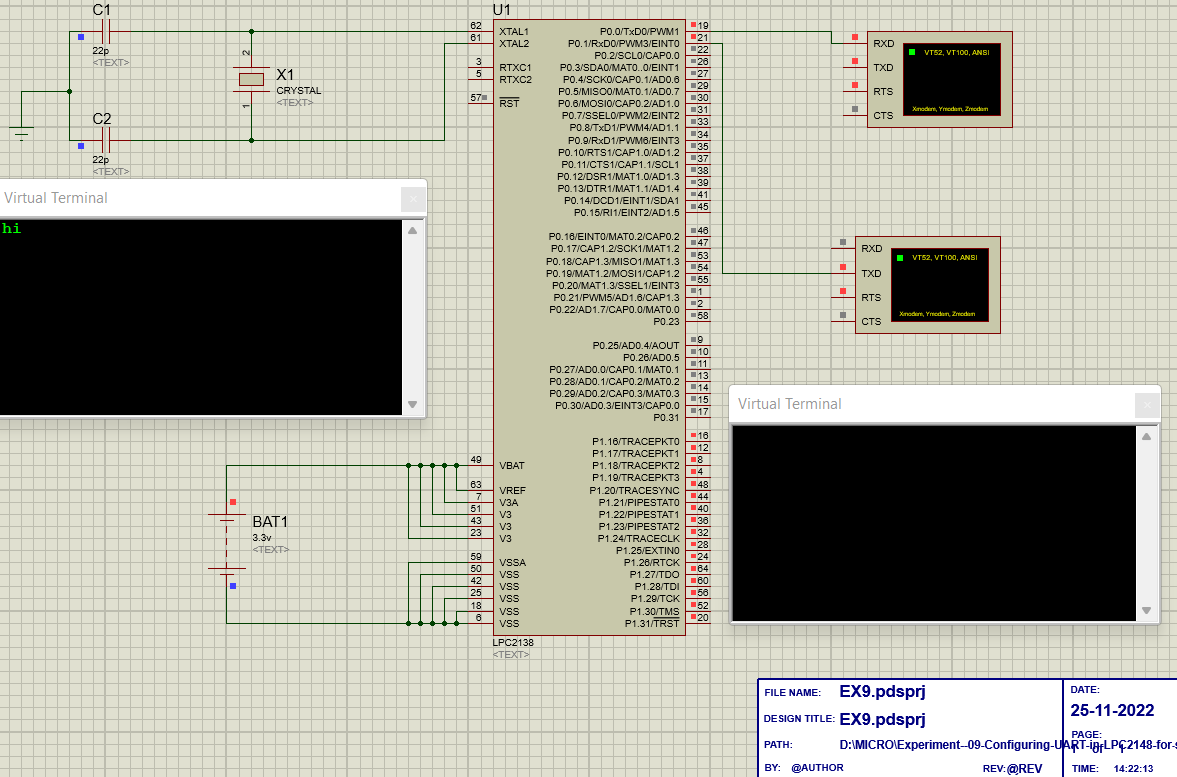 C1
22p
<TEXT>
2
X1
CRYSTAL
<TEXT>
1
C2
22p
<TEXT>
U1
62 XTAL1
61 XTAL2
3 RTXC1
5 RTXC2
57 RST
49 VBAT
63 VREF
7 V3A
51 V3
43 V3
23 V3
59 VSSA
50 VSS
42 VSS
25 VSS
18 VSS
6 VSS
P0.0/TxD0/PWM1 19
P0.1/RxD0/PWM3/EINT0 21
P0.2/SCL0/CAP0.0 22
P0.3/SDA0/MAT0..0/EINT1 26
P0.4/SCK0/CAP0.1/AD0.6 27
P0.5/MISO0/MAT0.1/AD0.7 29
P0.6/MOSI0/CAP0.2/AD1.0 30
P0.7/SSEL0/PWM2/EINT2 31
P0.8/TxD1/PWM4/AD1.1 33
P0.9/RxD1/PWM6/EINT3 34
P0.10/RTS1/CAP1.0/AD1.2 35
P0.11/CTS1/CAP1.1/SCL1 37
P0.12/DSR1/MAT1.0/AD1.3 38
P0.13/DTR1/MAT1.1/AD1.4 39
P0.14/DCD1/EINT1/SDA1 41
P0.15/RI1/EINT2/AD1.5 45
P0.16/EINT0/MAT0.2/CAP0.2 46
P0.17/CAP1.2/SCK1/MAT1.2 47
P0.18/CAP1.3/MISO1/MAT1.3 53
P0.19/MAT1.2/MOSI1/CAP1.2 54
P0.20/MAT1.3/SSEL1/EINT3 55
P0.21/PWM5/AD1.6/CAP1.3 1
P0.22/AD1.7/CAP0.0/MAT0.0 2
P0.23 58
P0.25/AD0.4/AOUT 9
P0.26/AD0.5 10
P0.27/AD0.0/CAP0.1/MAT0.1 11
P0.28/AD0.1/CAP0.2/MAT0.2 13
P0.29/AD0.2/CAP0.3/MAT0.3 14
P0.30/AD0.3/EINT3/CAP0.0 15
P0.31 17
P1.16/TRACEPKT0 16
P1.17/TRACEPKT1 12
P1.18/TRACEPKT2 8
P1.19/TRACEPKT3 4
P1.20/TRACESYNC 48
P1.21/PIPESTAT0 44
P1.22/PIPESTAT1 40
P1.23/PIPESTAT2 36
P1.24/TRACECLK 32
P1.25/EXTIN0 28
P1.26/RTCK 24
P1.27/TDO 64
P1.28/TDI 60
P1.29/TCK 56
P1.30/TMS 52
P1.31/TRST 20
LPC2138
<TEXT>
RXD
TXD
RTS
CTS
VT52, VT100, ANSI
Xmodem, Ymodem, Zmodem
RXD
TXD
RTS
CTS
VT52, VT100, ANSI
Xmodem, Ymodem, Zmodem
Virtual Terminal
hi
BAT1
3.3v
<TEXT>
Virtual Terminal
FILE NAME: EX9.pdsprj
DESIGN TITLE: EX9.pdsprj
PATH: D:\MICRO\Experiment--09-Configuring-UART-in-LPC2148-for-s
BY: @AUTHOR
REV:@REV
DATE:
25-11-2022
PAGE:
1 of 1
TIME: 14:22:13